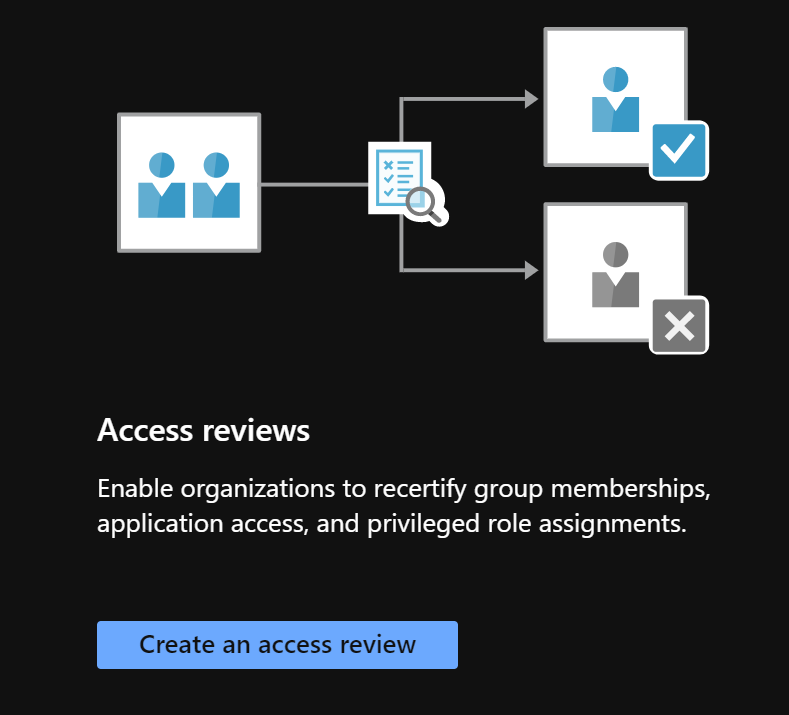 Access reviews
Enable organizations to recertify group memberships,
application access, and privileged role assignments.
Create an access review